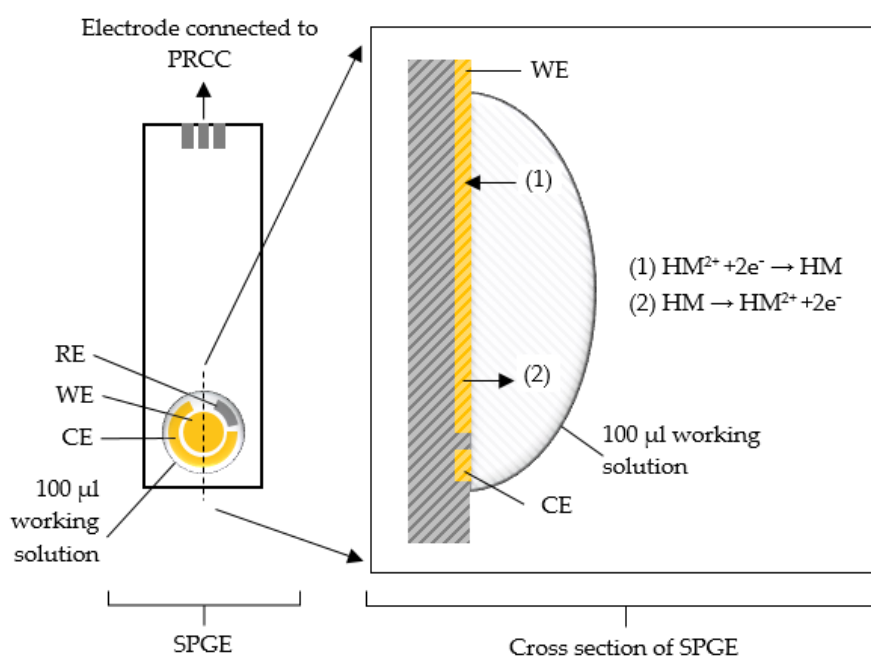 Electrode connected to
PRCC
RE
WE
CE
100 µl
working
solution
SPGE
WE
(1)
(2)
(1) HM²⁺ +2e⁻ → HM
(2) HM → HM²⁺ +2e⁻
100 µl working
solution
CE
Cross section of SPGE